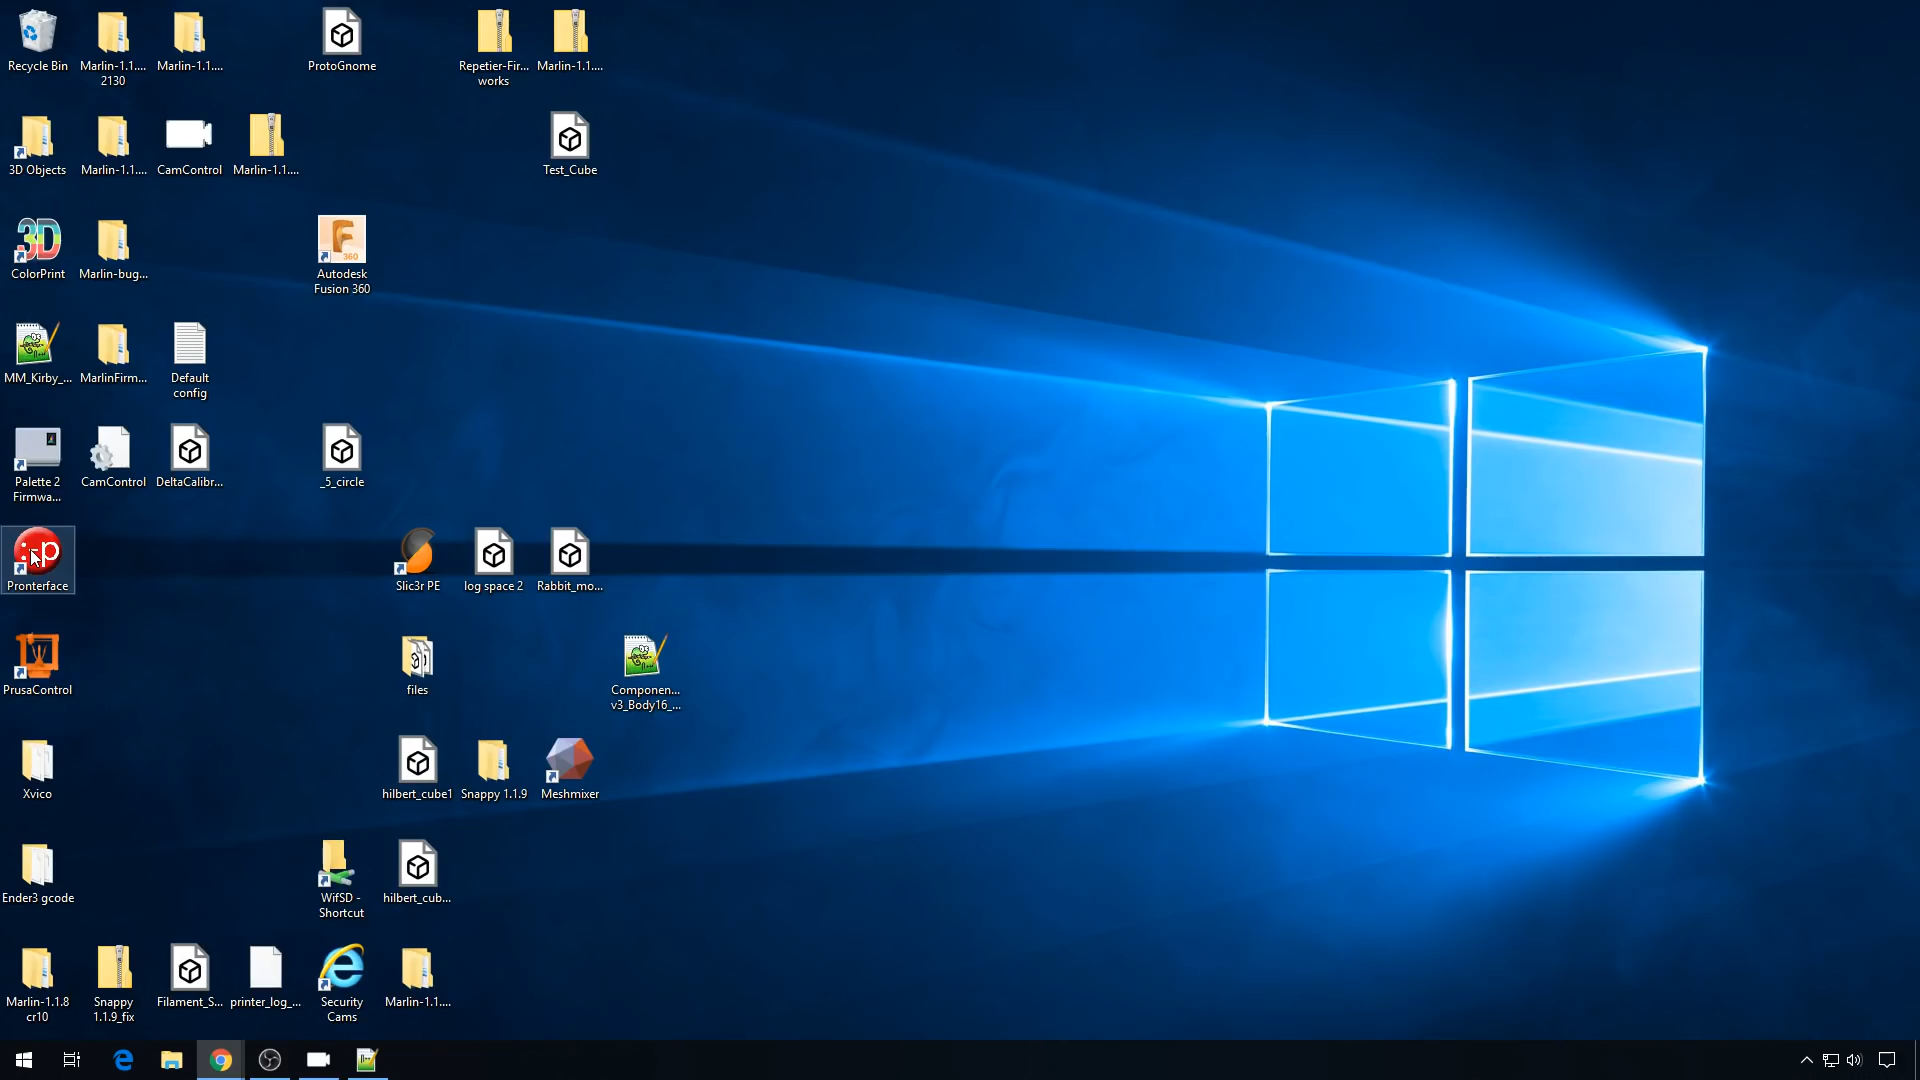 Recycle Bin
Marlin-1.1....
2130
Marlin-1.1....
ProtoGnome
Repetier-Fir...
works
Marlin-1.1....
3D Objects
Marlin-1.1....
CamControl
Marlin-1.1....
Test_Cube
3D
ColorPrint
Marlin-bug...
F
360
Autodesk
Fusion 360
MM_Kirby_...
MarlinFirm...
Default
config
Palette 2
Firmwa...
CamControl
DeltaCalibr...
_5_circle
:-p
Pronterface
Slic3r PE
log space 2
Rabbit_mo...
PrusaControl
files
Componen...
v3_Body16_...
Xvico
hilbert_cube1
Snappy 1.1.9
Meshmixer
Ender3 gcode
WifSD -
Shortcut
hilbert_cub...
Marlin-1.1.8
cr10
Snappy
1.1.9_fix
Filament_S...
printer_log_...
Security
Cams
Marlin-1.1....